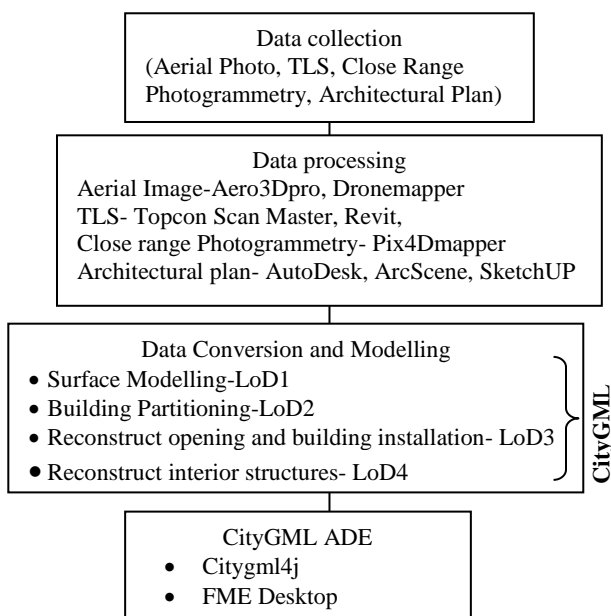 Data collection
(Aerial Photo, TLS, Close Range
Photogrammetry, Architectural Plan)
Data processing
Aerial Image-Aero3Dpro, Dronemapper
TLS- Topcon Scan Master, Revit,
Close range Photogrammetry- Pix4Dmapper
Architectural plan- AutoDesk, ArcScene, SketchUP
Data Conversion and Modelling
• Surface Modelling-LoD1
• Building Partitioning-LoD2
• Reconstruct opening and building installation- LoD3
• Reconstruct interior structures- LoD4
CityGML
CityGML ADE
• Citygml4j
• FME Desktop